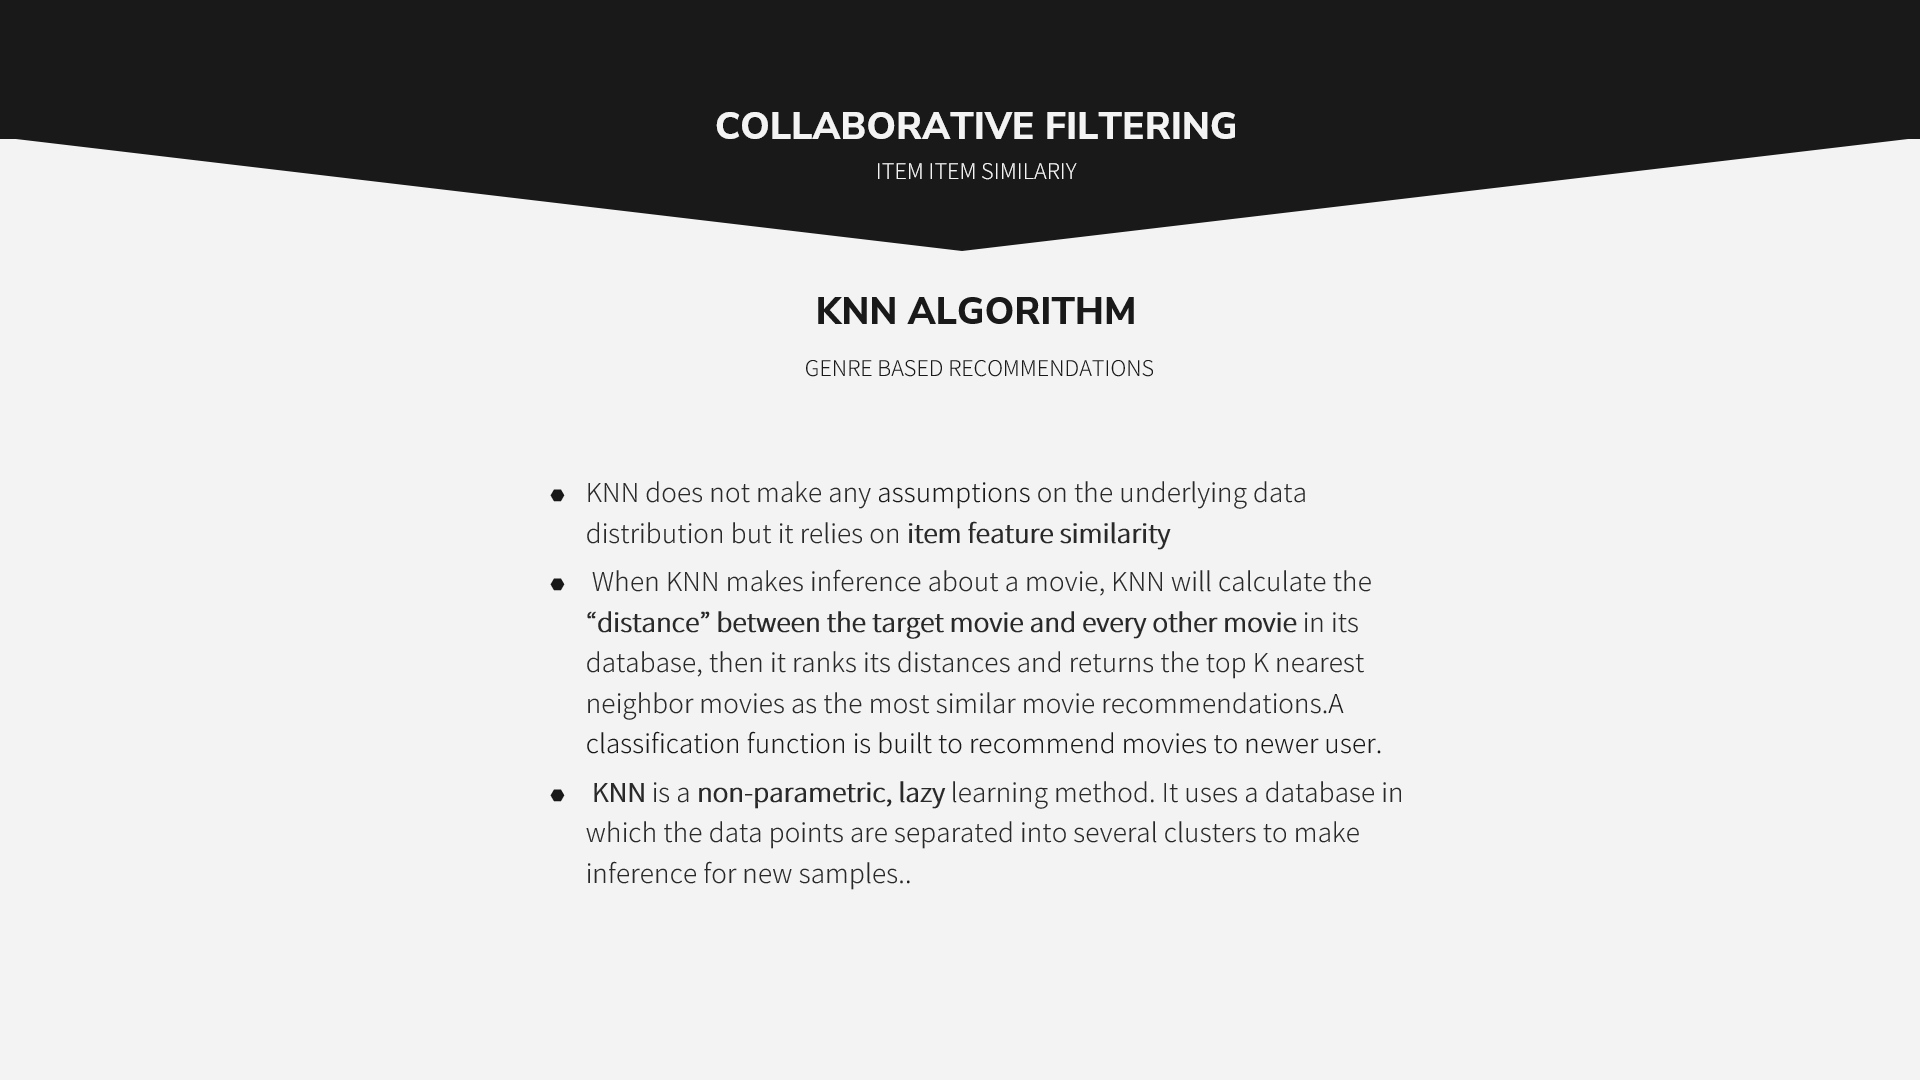 COLLABORATIVE FILTERING
ITEM ITEM SIMILARIY
KNN ALGORITHM
GENRE BASED RECOMMENDATIONS
KNN does not make any assumptions on the underlying data
distribution but it relies on item feature similarity
When KNN makes inference about a movie, KNN will calculate the
“distance” between the target movie and every other movie in its
database, then it ranks its distances and returns the top K nearest
neighbor movies as the most similar movie recommendations.A
classification function is built to recommend movies to newer user.
KNN is a non-parametric, lazy learning method. It uses a database in
which the data points are separated into several clusters to make
inference for new samples..